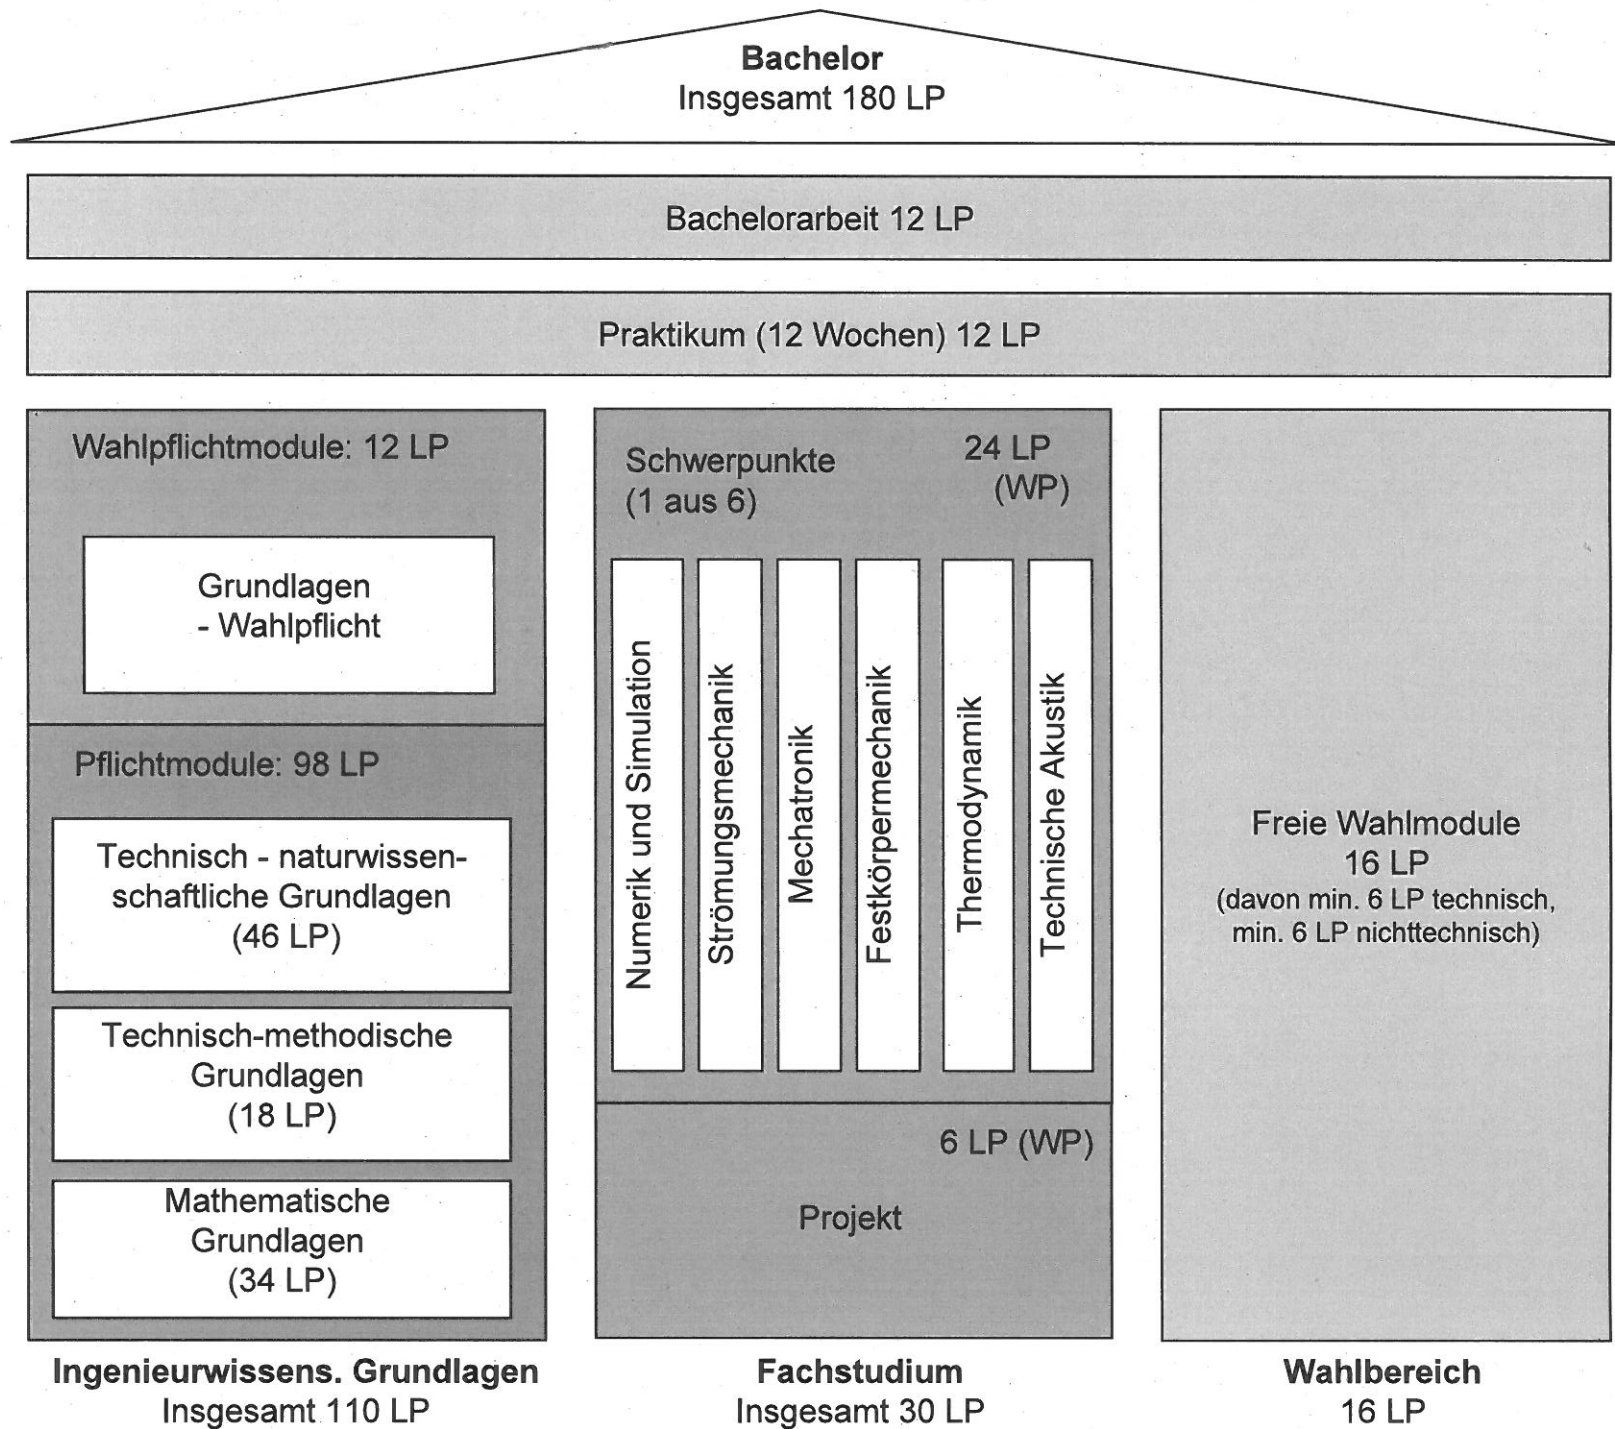 Bachelor
Insgesamt 180 LP
Bachelorarbeit 12 LP
Praktikum (12 Wochen) 12 LP
Wahlpflichtmodule: 12 LP
Grundlagen
- Wahlpflicht
Pflichtmodule: 98 LP
Technisch - naturwissen-
schaftliche Grundlagen
(46 LP)
Technisch-methodische
Grundlagen
(18 LP)
Mathematische
Grundlagen
(34 LP)
Ingenieurwissens. Grundlagen
Insgesamt 110 LP
Schwerpunkte
(1 aus 6)
24 LP
(WP)
Numerik und Simulation
Strömungsmechanik
Mechatronik
Festkörpermechanik
Thermodynamik
Technische Akustik
6 LP (WP)
Projekt
Fachstudium
Insgesamt 30 LP
Freie Wahlmodule
16 LP
(davon min. 6 LP technisch,
min. 6 LP nichttechnisch)
Wahlbereich
16 LP